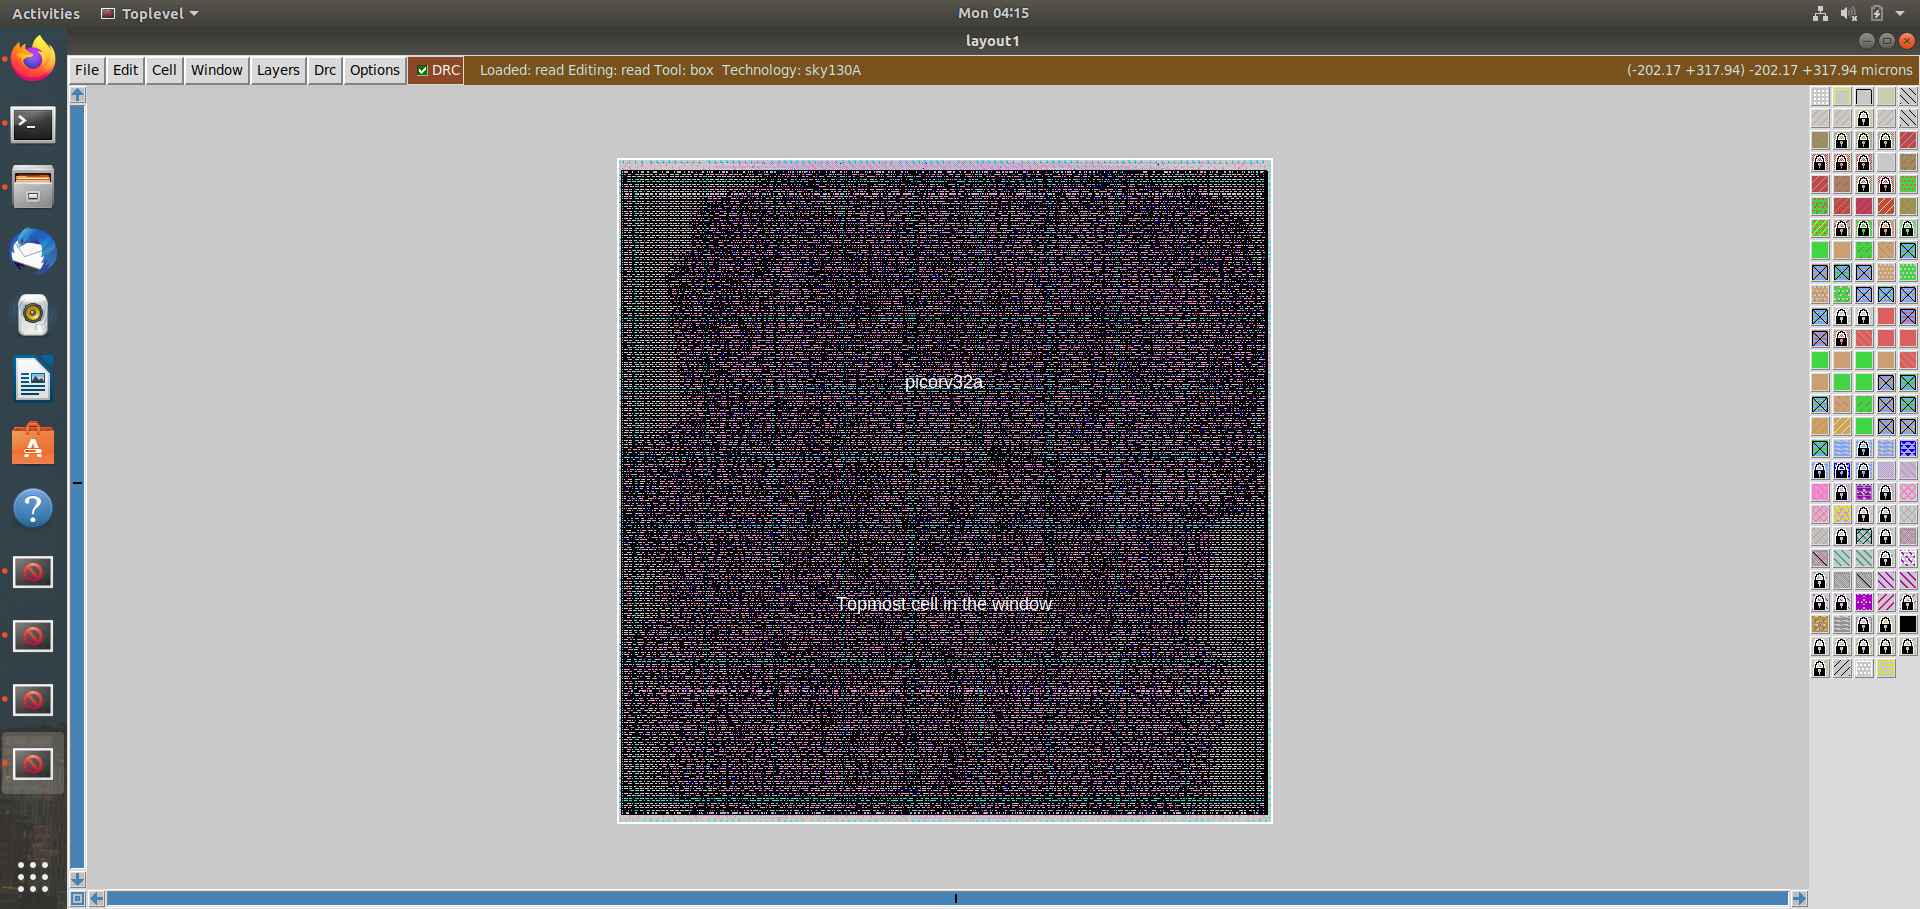 Activities Toplevel Mon 04:15
layout1
File Edit Cell Window Layers Drc Options DRC Loaded: read Editing: read Tool: box Technology: sky130A (-202.17 +317.94) -202.17 +317.94 microns
picorv32a
Topmost cell in the window